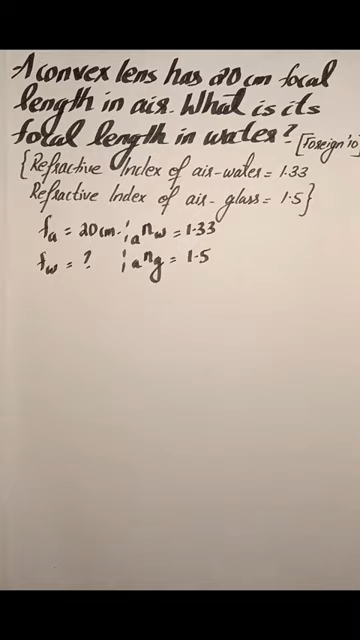 A convex lens has 20 cm focal
length in air. What is its
focal length in water? [Foreign'10]
{Refractive Index of air-water = 1.33
Refractive Index of air-glass = 1.5}
fa = 20cm. ; anw = 1.33
fw = ? ; ang = 1.5